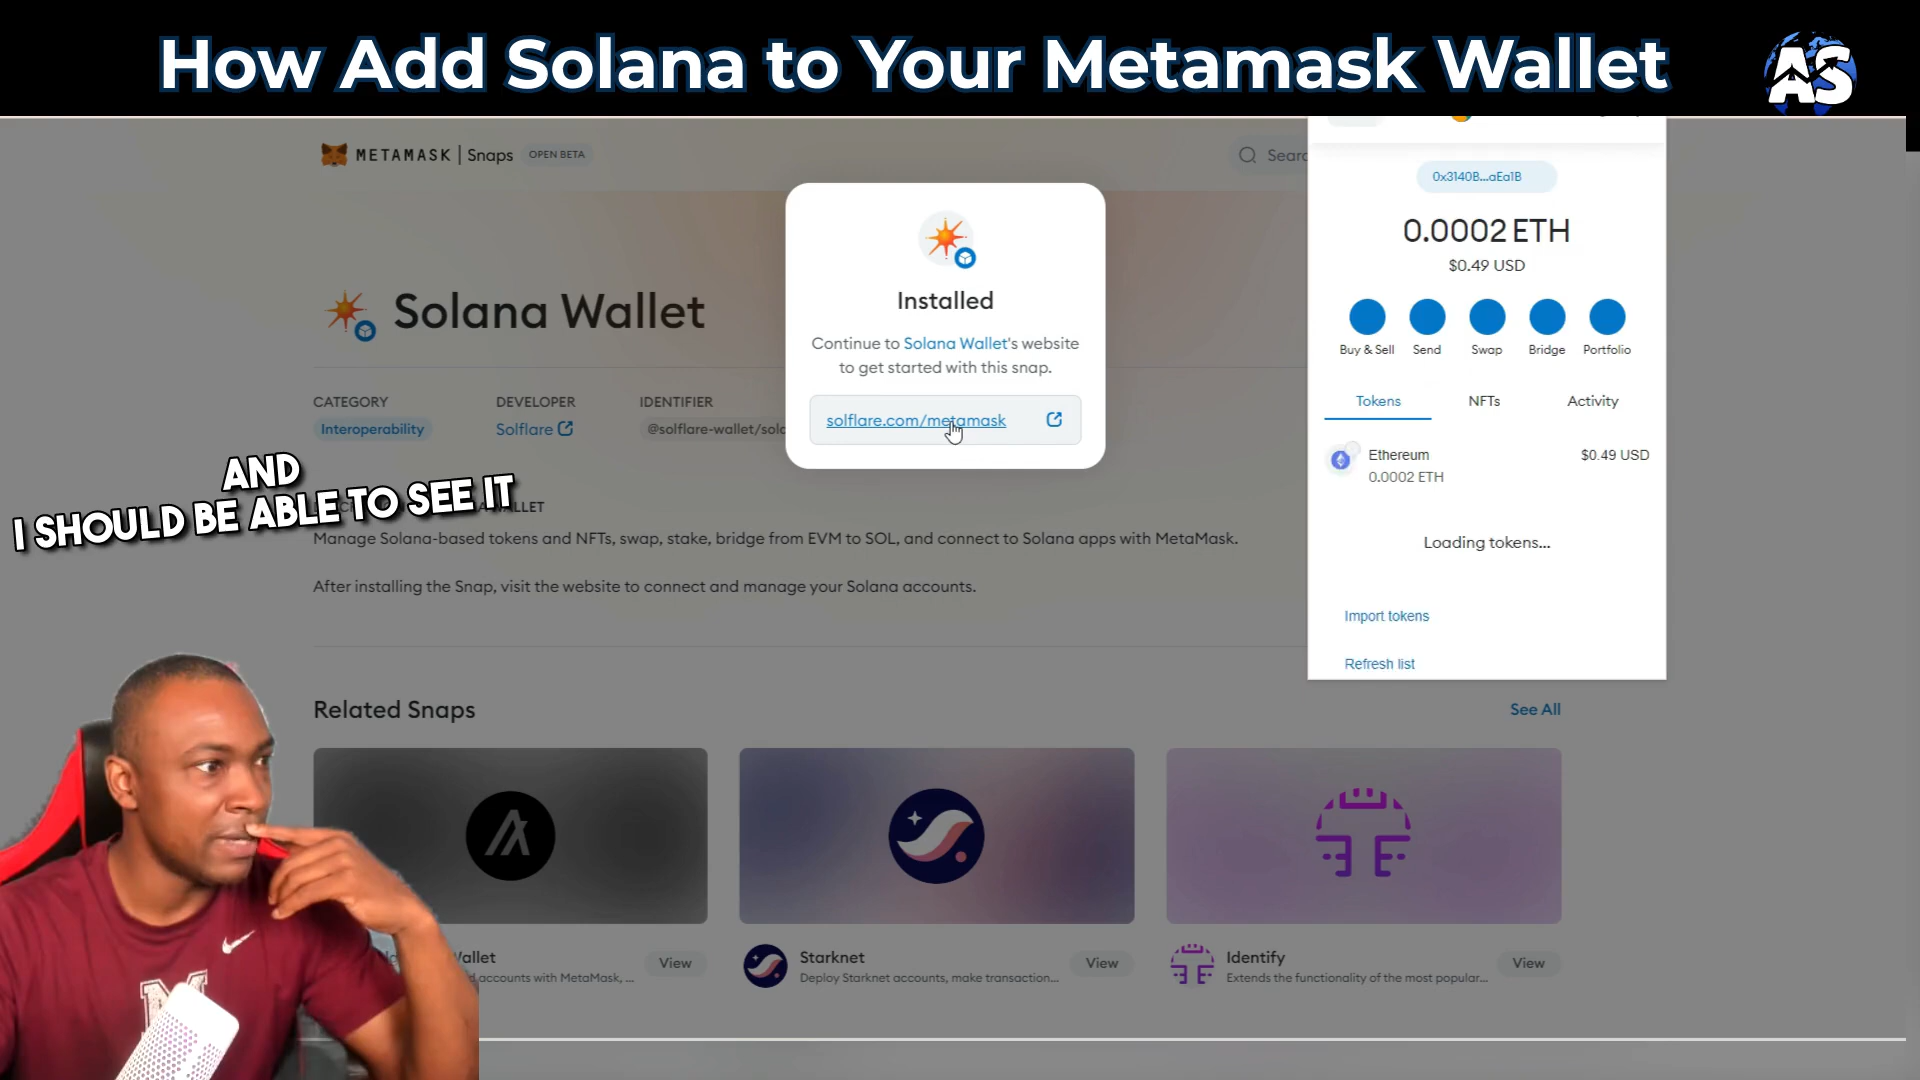 How Add Solana to Your Metamask Wallet
AS
METAMASK | Snaps OPEN BETA
Solana Wallet
CATEGORY
Interoperability
DEVELOPER
Solflare
IDENTIFIER
@solflare-wallet/sola
Installed
Continue to Solana Wallet's website
to get started with this snap.
solflare.com/metamask
0x3140B...aEa1B
0.0002 ETH
$0.49 USD
Buy & Sell Send Swap Bridge Portfolio
Tokens NFTs Activity
Ethereum $0.49 USD
0.0002 ETH
Loading tokens...
Import tokens
Refresh list
AND
I SHOULD BE ABLE TO SEE IT
Manage Solana-based tokens and NFTs, swap, stake, bridge from EVM to SOL, and connect to Solana apps with MetaMask.
After installing the Snap, visit the website to connect and manage your Solana accounts.
Related Snaps See All
View
accounts with MetaMask, ...
Starknet
Deploy Starknet accounts, make transaction...
View
Identify
Extends the functionality of the most popular...
View